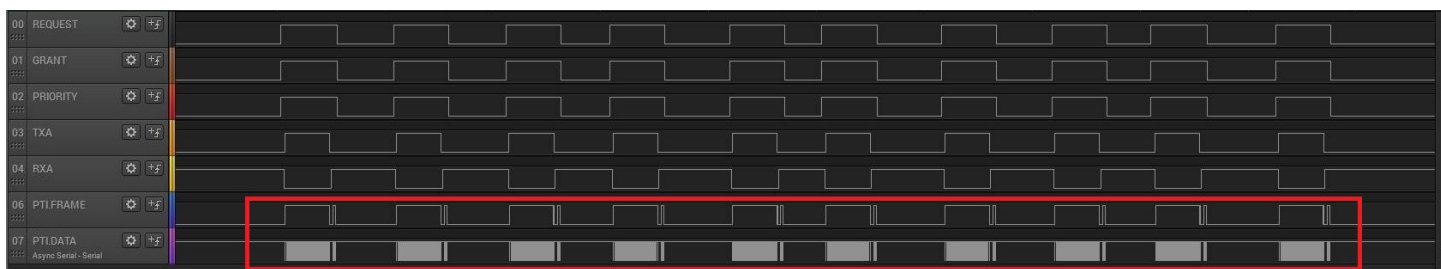 00 REQUEST
01 GRANT
02 PRIORITY
03 TXA
04 RXA
06 PTI.FRAME
07 PTI.DATA
Async Serial - Serial